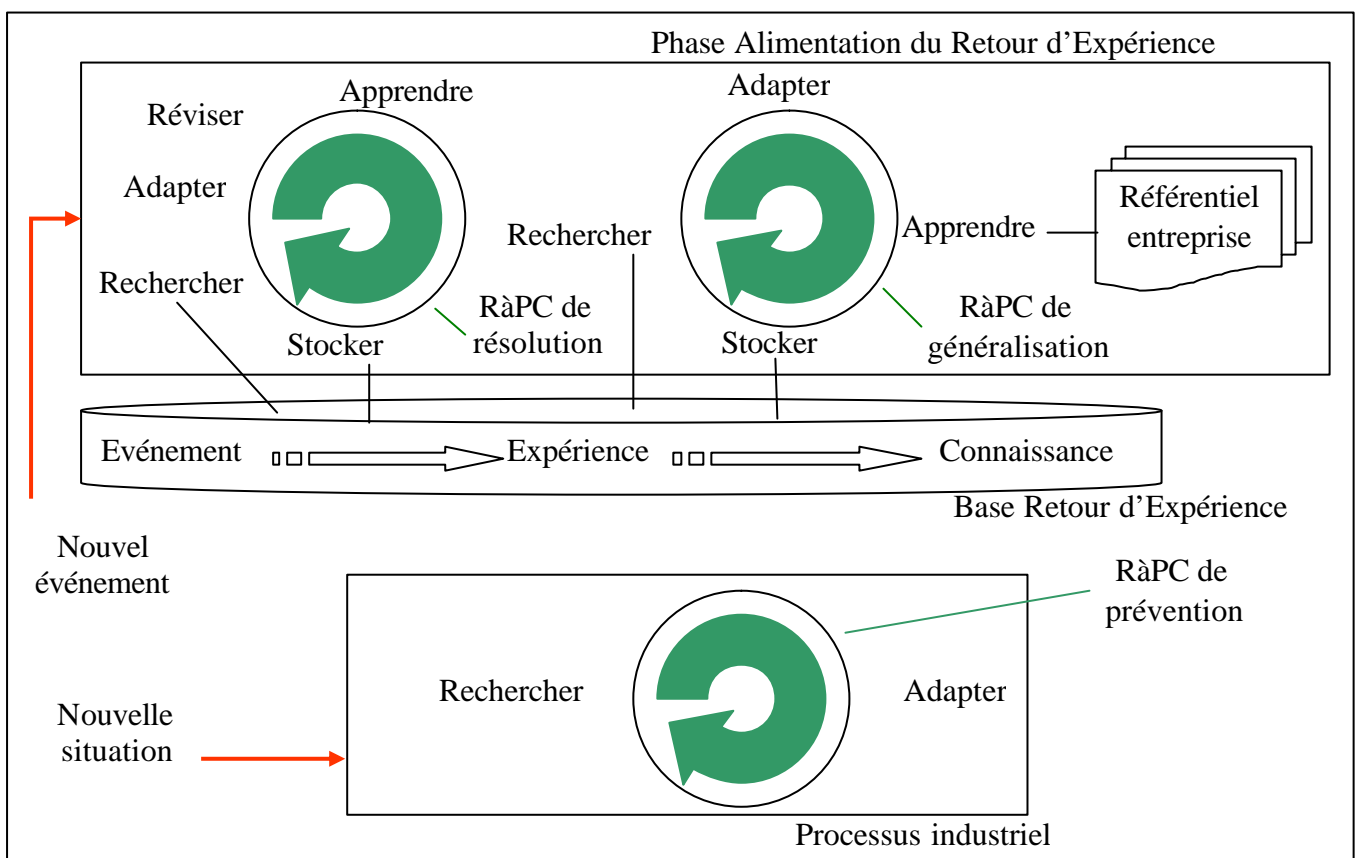 Phase Alimentation du Retour d’Expérience
Réviser
Apprendre
Adapter
Rechercher
Stocker
RàPC de
résolution
Adapter
Rechercher
Apprendre
Stocker
RàPC de
généralisation
Référentiel
entreprise
Evénement
Expérience
Connaissance
Base Retour d’Expérience
Nouvel
événement
RàPC de
prévention
Rechercher
Adapter
Nouvelle
situation
Processus industriel